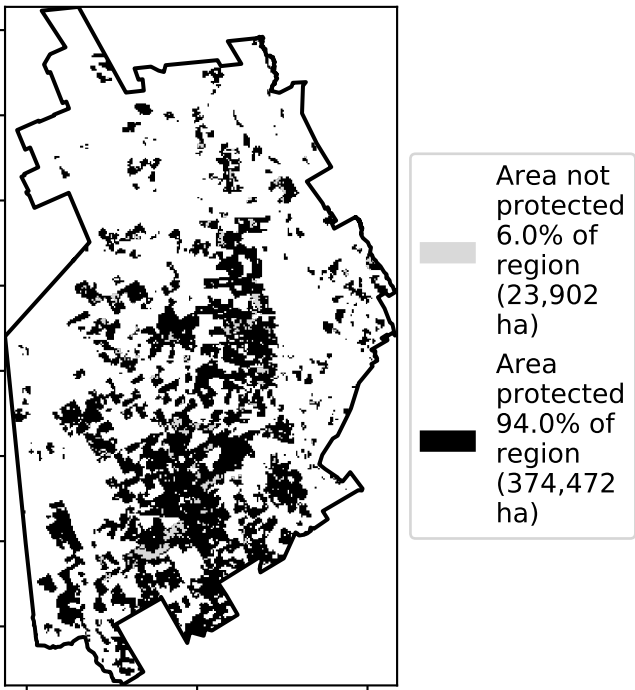 Area not
protected
6.0% of
region
(23,902
ha)
Area
protected
94.0% of
region
(374,472
ha)